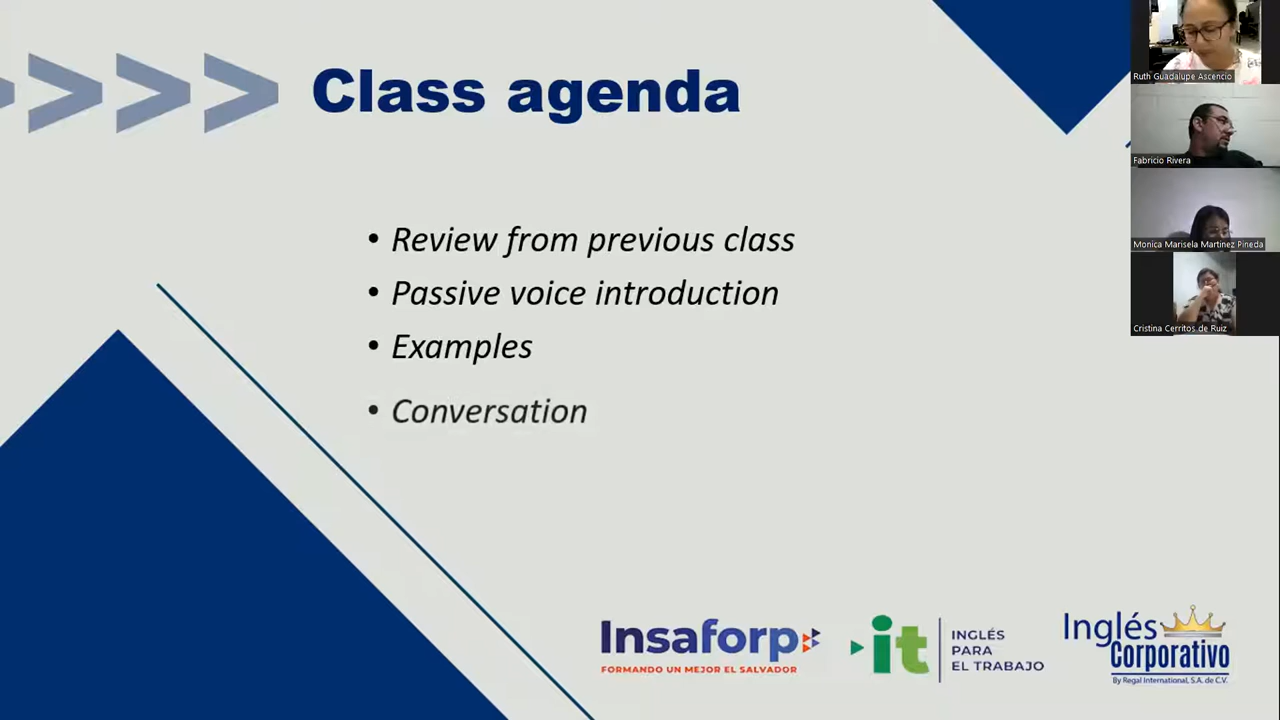 Class agenda
• Review from previous class
• Passive voice introduction
• Examples
• Conversation
Ruth Guadalupe Ascencio
Fabricio Rivera
Monica Marisela Martinez Pineda
Cristina Cerritos de Ruiz
Insaforp
FORMANDO UN MEJOR EL SALVADOR
it
INGLÉS
PARA
EL TRABAJO
Inglés
Corporativo
By Regal International, S.A. de C.V.